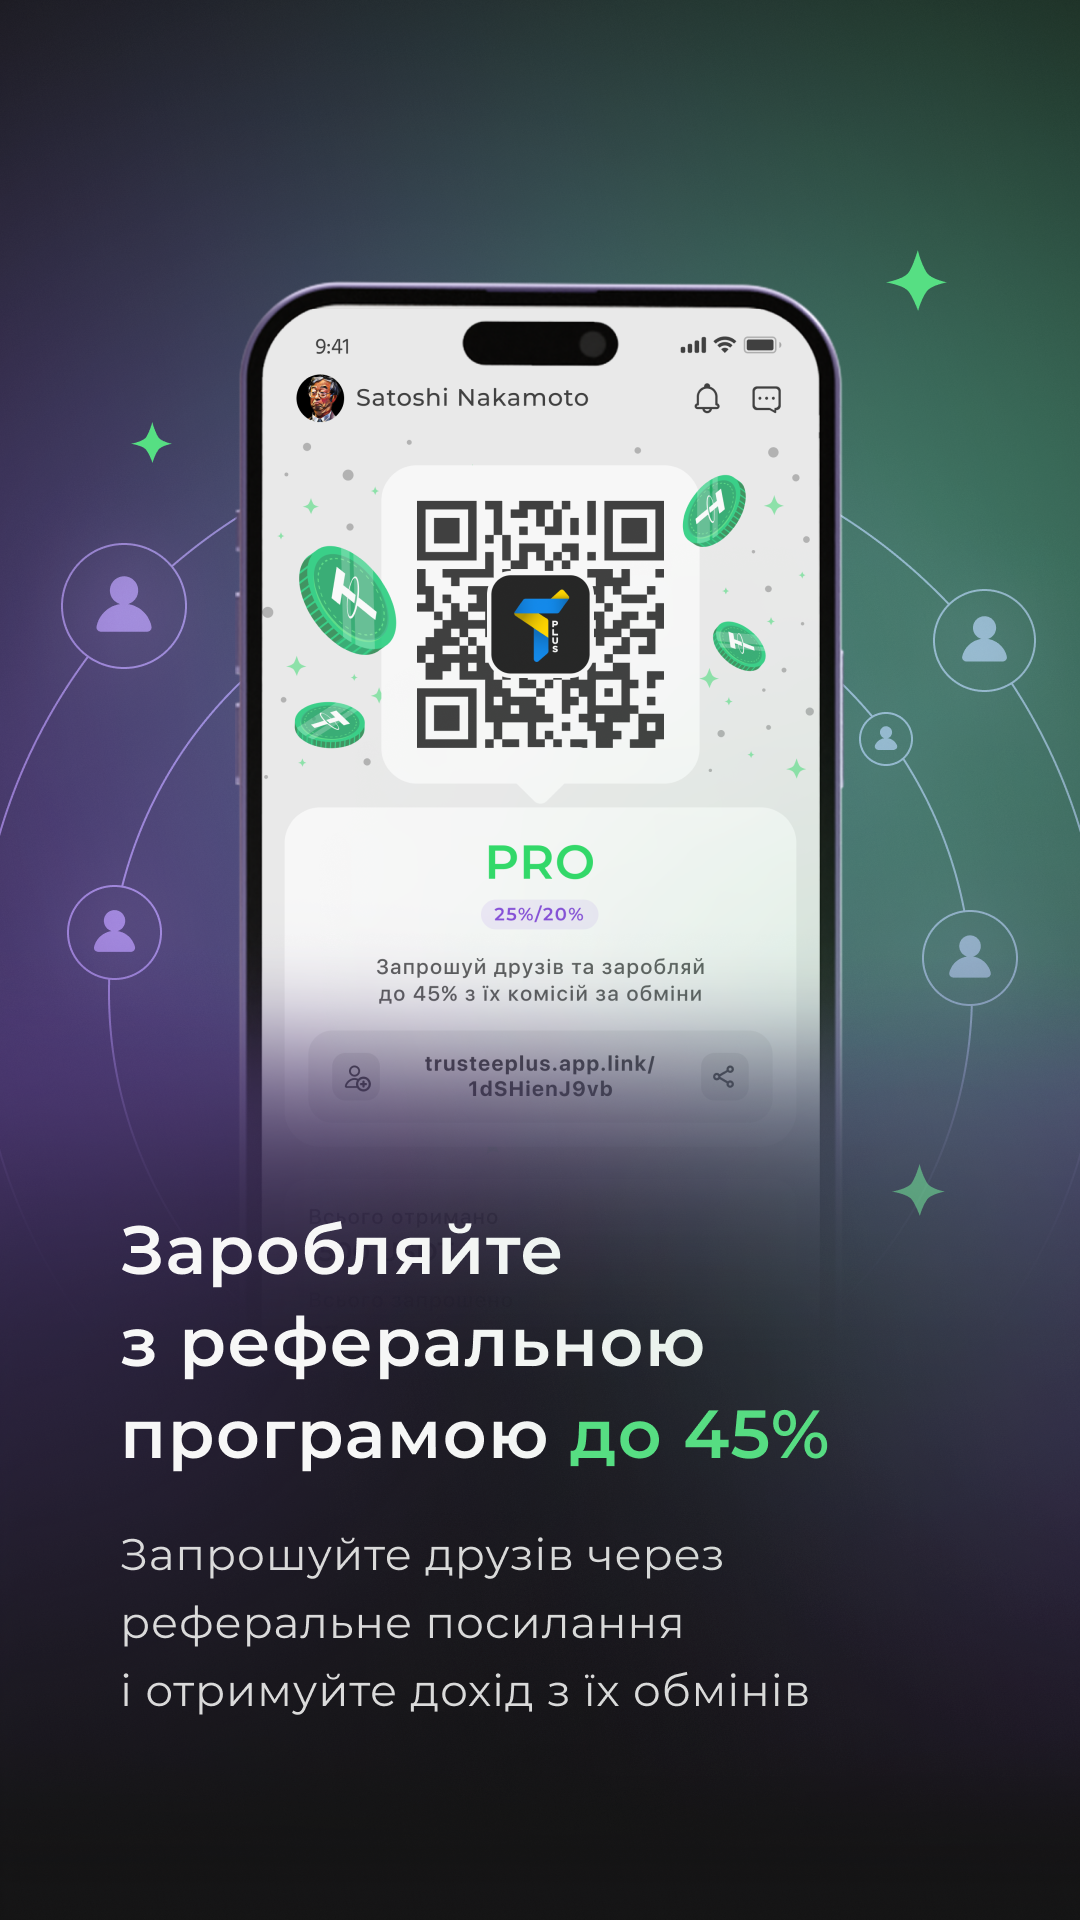 9:41
Satoshi Nakamoto
PLUS
PRO
25%/20%
Запрошуй друзів та заробляй
до 45% з їх комісій за обміни
trusteeplus.app.link/
1dSHienJ9vb
Всього отримано
Заробляйте
з реферальною
програмою до 45%
Запрошуйте друзів через
реферальне посилання
і отримуйте дохід з їх обмінів